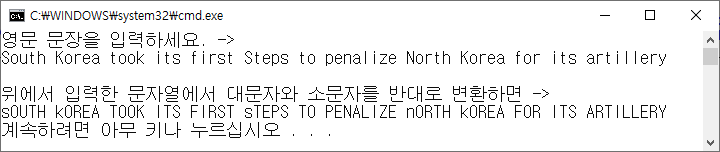 C:₩WINDOWS₩system32₩cmd.exe
영문 문장을 입력하세요. ->
South Korea took its first Steps to penalize North Korea for its artillery
위에서 입력한 문자열에서 대문자와 소문자를 반대로 변환하면 ->
sOUTH kOREA TOOK ITS FIRST sTEPS TO PENALIZE nORTH kOREA FOR ITS ARTILLERY
계속하려면 아무 키나 누르십시오 . . .